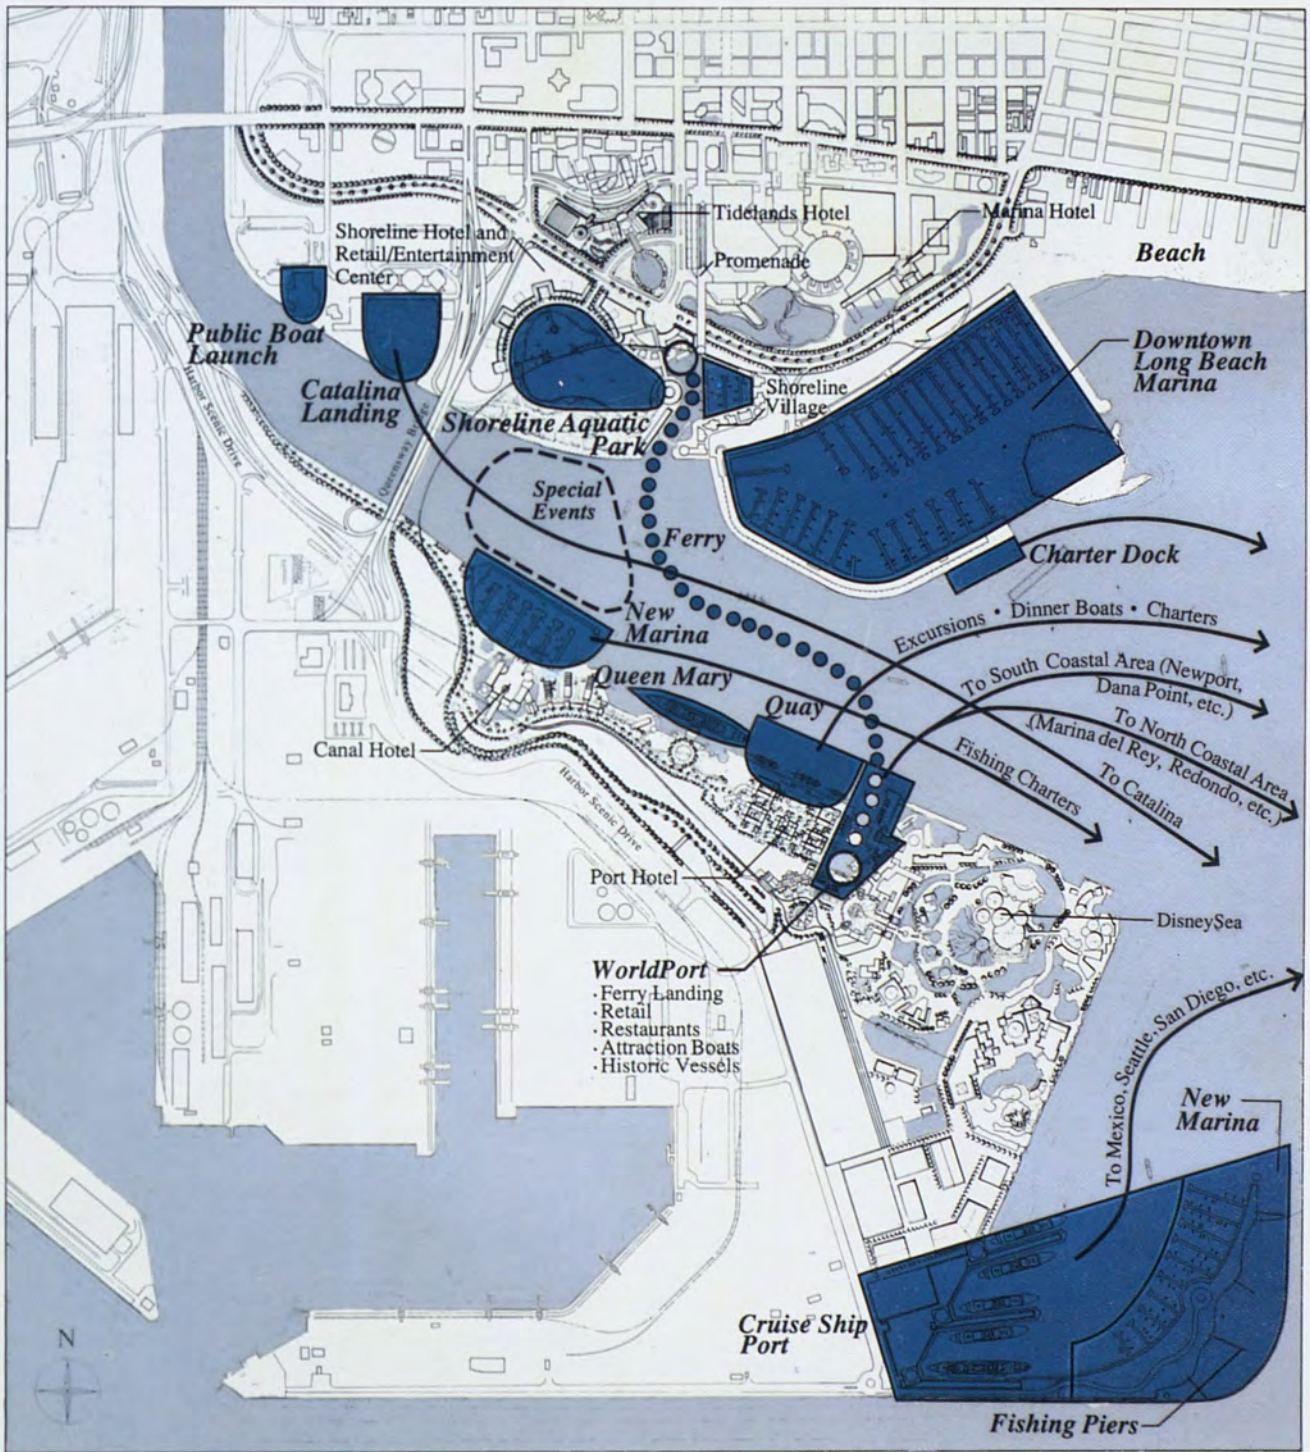 Tidelands Hotel
Marina Hotel
Shoreline Hotel and
Retail/Entertainment
Center
Promenade
Beach
Public Boat
Launch
Catalina
Landing
Downtown
Long Beach
Marina
Harbor Scenic Drive
Queensway Bridge
Shoreline
Village
Shoreline Aquatic
Park
Special
Events
Ferry
Charter Dock
New
Marina
Excursions • Dinner Boats • Charters
Queen Mary
To South Coastal Area (Newport,
Dana Point, etc.)
Quay
To North Coastal Area
(Marina del Rey, Redondo, etc.)
Canal Hotel
Fishing Charters
To Catalina
Harbor Scenic Drive
Port Hotel
DisneySea
WorldPort
·Ferry Landing
·Retail
·Restaurants
·Attraction Boats
·Historic Vessels
To Mexico, Seattle, San Diego, etc.
New
Marina
Cruise Ship
Port
N
Fishing Piers